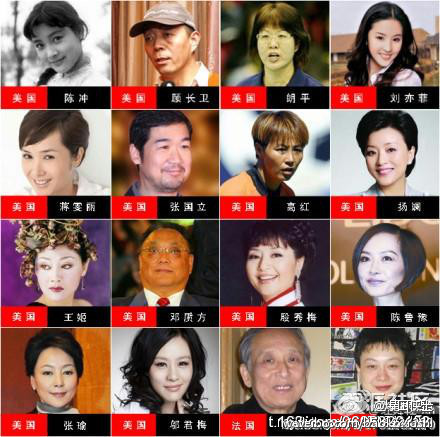 美国 陈冲
美国 顾长卫
美国 郎平
美国 刘亦菲
美国 蒋雯丽
美国 张国立
美国 高红
美国 杨澜
美国 王姬
美国 邓质方
美国 殷秀梅
美国 陈鲁豫
美国 张瑜
美国 邬君梅
法国